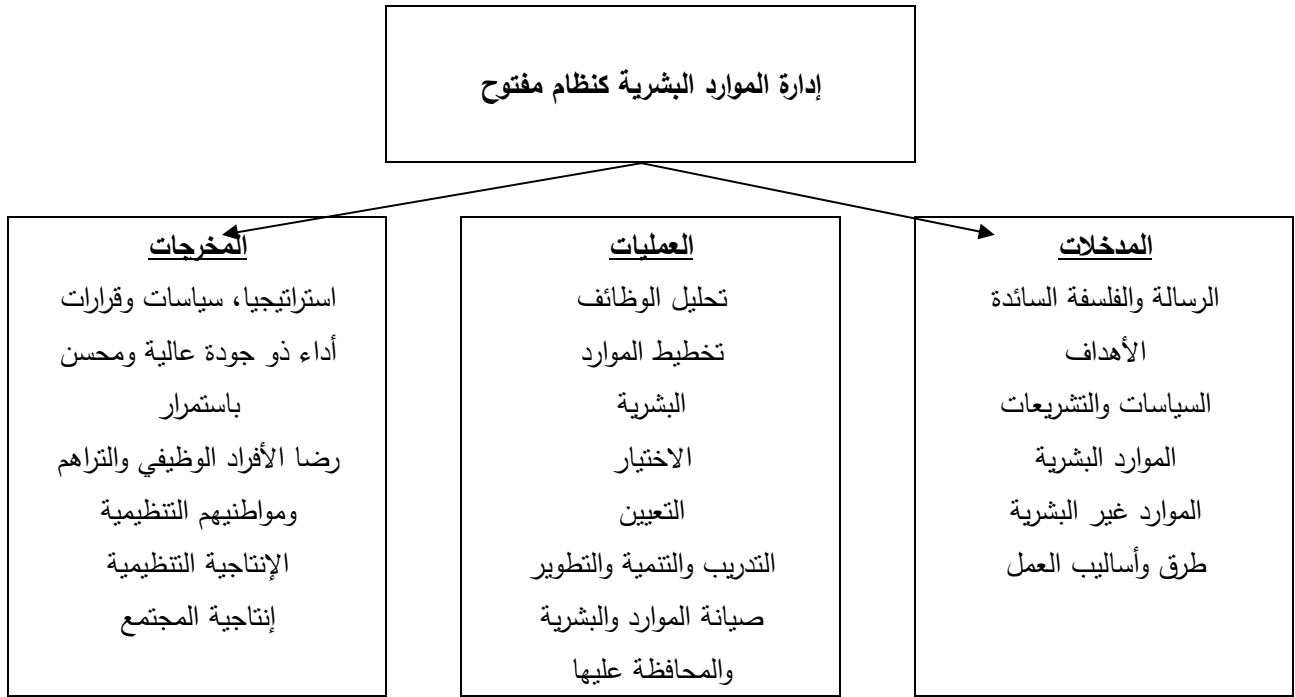 إدارة الموارد البشرية كنظام مفتوح
المدخلات
الرسالة والفلسفة السائدة
الأهداف
السياسات والتشريعات
الموارد البشرية
الموارد غير البشرية
طرق وأساليب العمل
العمليات
تحليل الوظائف
تخطيط الموارد
البشرية
الاختيار
التعيين
التدريب والتنمية والتطوير
صيانة الموارد والبشرية
والمحافظة عليها
المخرجات
استراتيجيا، سياسات وقرارات
أداء ذو جودة عالية ومحسن
باستمرار
رضا الأفراد الوظيفي والتراهم
ومواطنيهم التنظيمية
الإنتاجية التنظيمية
إنتاجية المجتمع